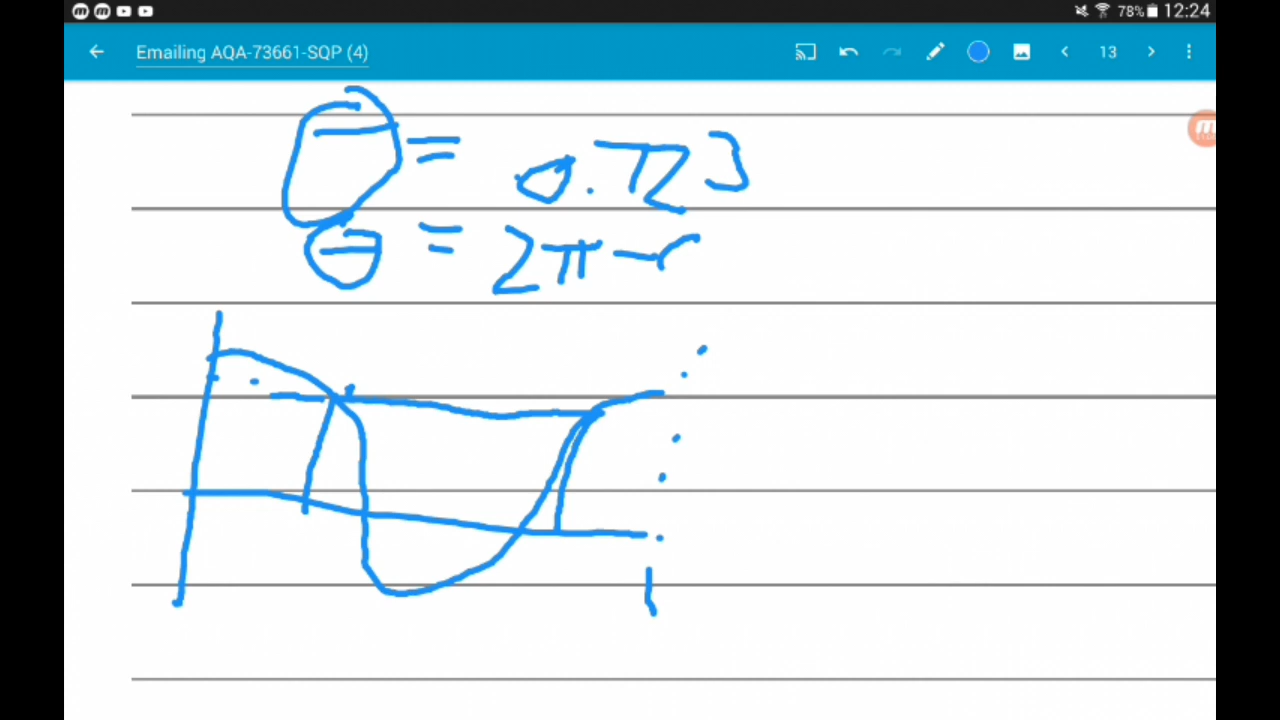 78% 12:24
Emailing AQA-73661-SQP (4)
13
θ = 0.723
θ = 2π -